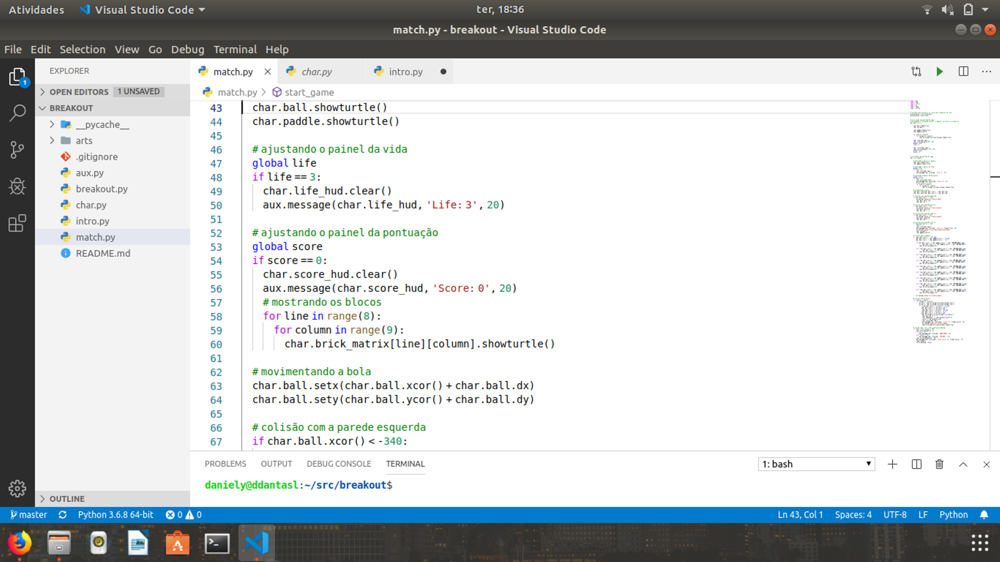 Atividades Visual Studio Code ter, 18:36
match.py - breakout - Visual Studio Code
File Edit Selection View Go Debug Terminal Help
EXPLORER
1
OPEN EDITORS 1 UNSAVED
BREAKOUT
__pycache__
arts
.gitignore
aux.py
breakout.py
char.py
intro.py
match.py
README.md
OUTLINE
match.py char.py intro.py
match.py > start_game
43 char.ball.showturtle()
44 char.paddle.showturtle()
45
46 # ajustando o painel da vida
47 global life
48 if life == 3:
49 char.life_hud.clear()
50 aux.message(char.life_hud, 'Life: 3', 20)
51
52 # ajustando o painel da pontuação
53 global score
54 if score == 0:
55 char.score_hud.clear()
56 aux.message(char.score_hud, 'Score: 0', 20)
57 # mostrando os blocos
58 for line in range(8):
59 for column in range(9):
60 char.brick_matrix[line][column].showturtle()
61
62 # movimentando a bola
63 char.ball.setx(char.ball.xcor() + char.ball.dx)
64 char.ball.sety(char.ball.ycor() + char.ball.dy)
65
66 # colisão com a parede esquerda
67 if char.ball.xcor() < -340:
PROBLEMS OUTPUT DEBUG CONSOLE TERMINAL 1: bash
daniely@ddantasl:~/src/breakout$
master Python 3.6.8 64-bit 0 0 Ln 43, Col 1 Spaces: 4 UTF-8 LF Python